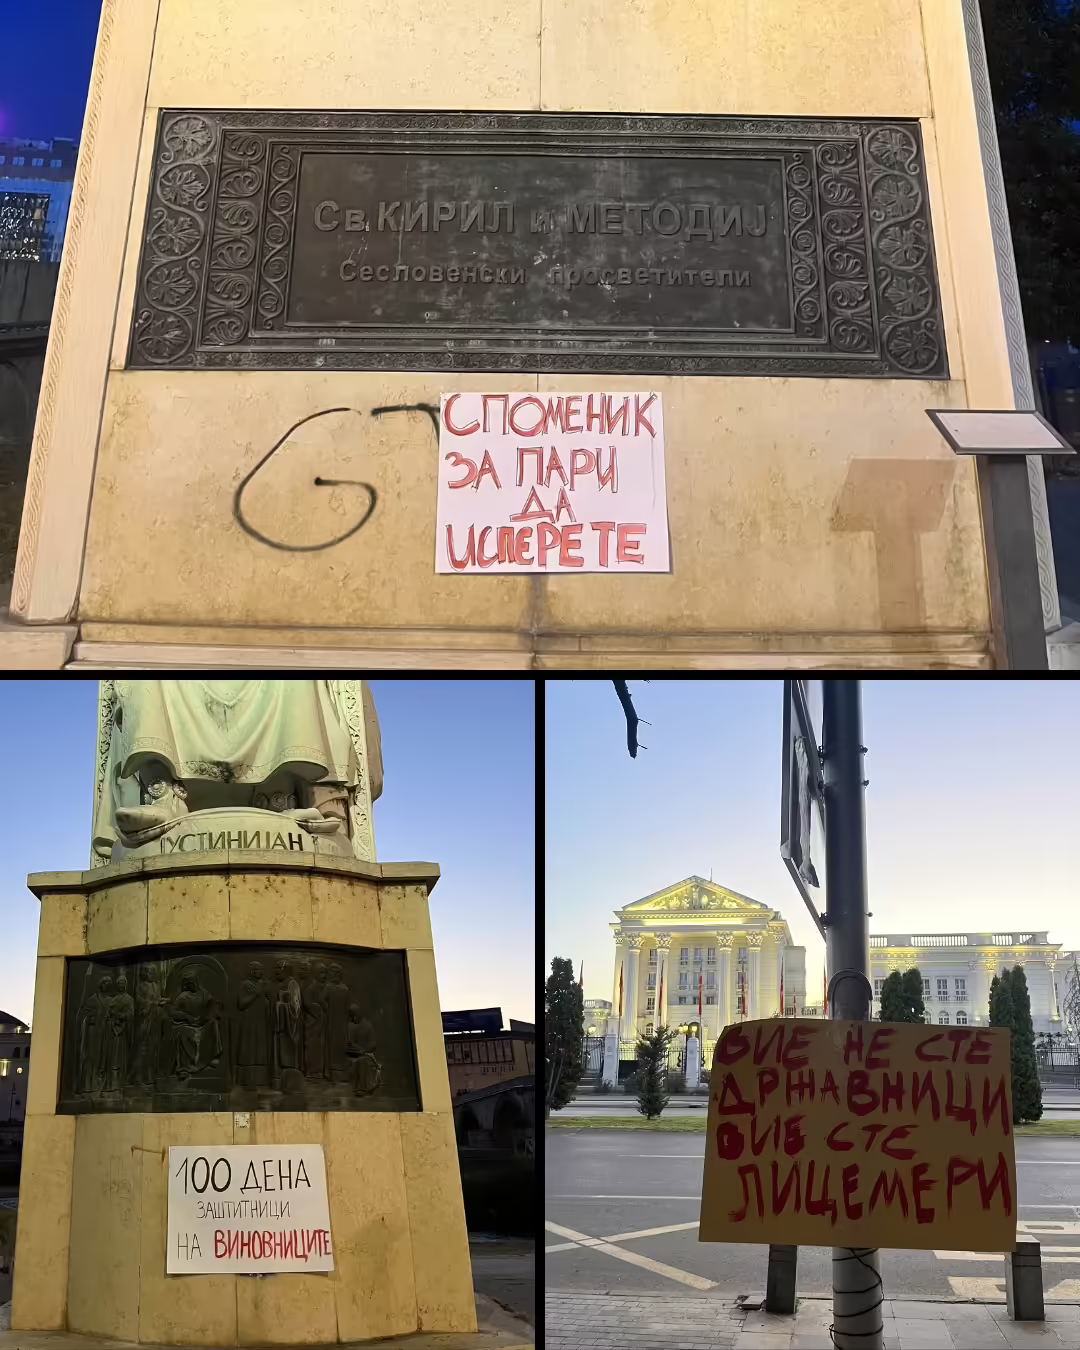 Св. КИРИЛ и МЕТОДИЈ
Сесловенски просветители
GT
СПОМЕНИК
ЗА ПАРИ
ДА
ИСПЕРЕТЕ
ЈУСТИНИЈАН
100 ДЕНА
ЗАШТИТНИЦИ
НА ВИНОВНИЦИТЕ
ВИЕ НЕ СТЕ
ДРЖАВНИЦИ
ВИЕ СТЕ
ЛИЦЕМЕРИ